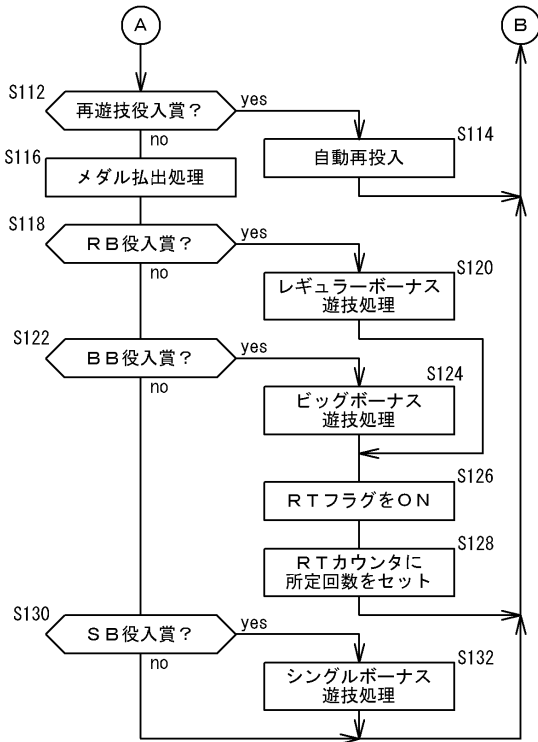 A
B
S112
再遊技役入賞?
yes
no
S114
自動再投入
S116
メダル払出処理
S118
RB役入賞?
yes
no
S120
レギュラーボーナス
遊技処理
S122
BB役入賞?
yes
no
S124
ビッグボーナス
遊技処理
S126
RTフラグをON
S128
RTカウンタに
所定回数をセット
S130
SB役入賞?
yes
no
S132
シングルボーナス
遊技処理